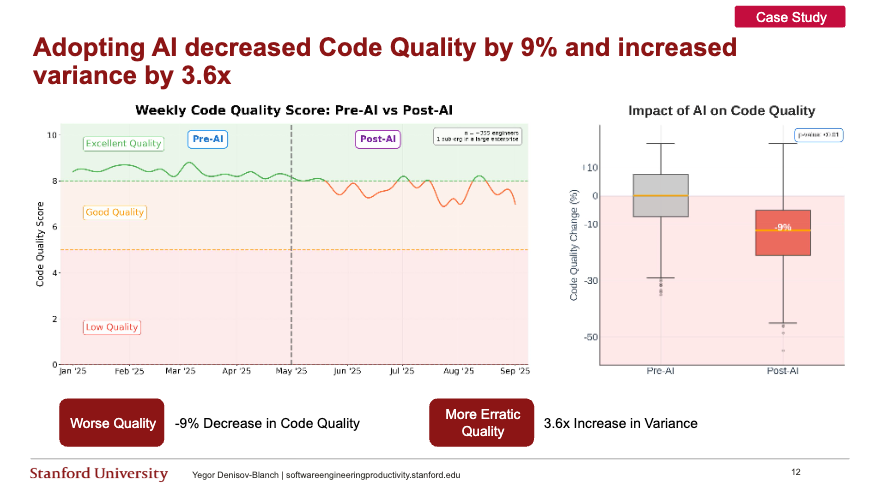 Case Study
Adopting AI decreased Code Quality by 9% and increased
variance by 3.6x
Weekly Code Quality Score: Pre-AI vs Post-AI
Code Quality Score
10
8
6
4
2
0
Excellent Quality
Pre-AI
Post-AI
n = ~355 engineers
1 sub-org in a large enterprise
Good Quality
Low Quality
Jan '25 Feb '25 Mar '25 Apr '25 May '25 Jun '25 Jul '25 Aug '25 Sep '25
Impact of AI on Code Quality
Code Quality Change (%)
10
0
-10
-30
-50
p-value <0.01
-9%
Pre-AI Post-AI
Worse Quality
-9% Decrease in Code Quality
More Erratic
Quality
3.6x Increase in Variance
Stanford University
Yegor Denisov-Blanch | softwareengineeringproductivity.stanford.edu
12